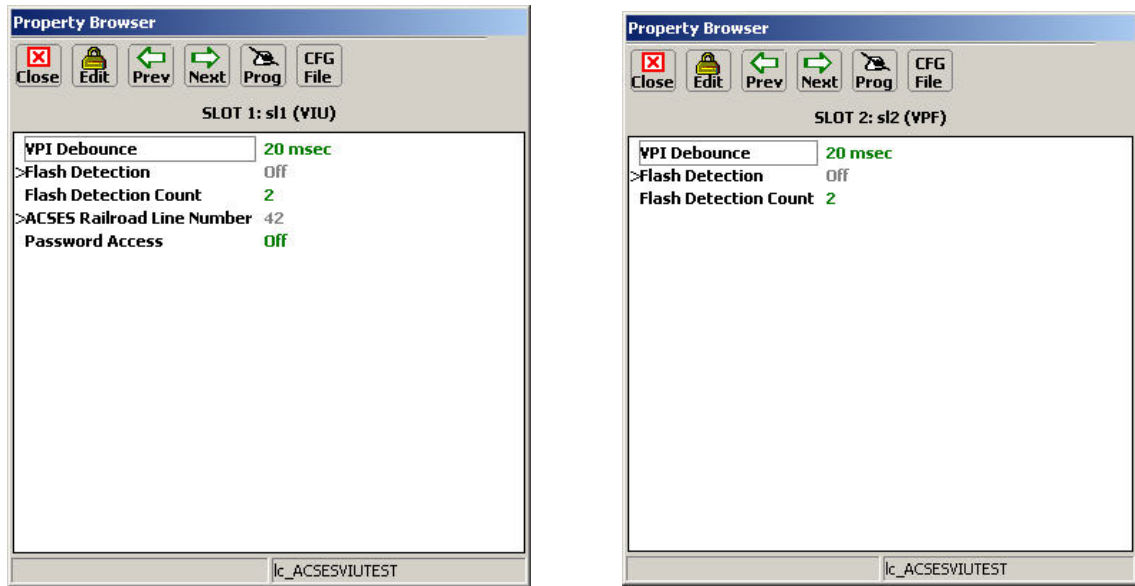 Property Browser
Close Edit Prev Next Prog CFG File
SLOT 1: sl1 (VIU)
VPI Debounce 20 msec
>Flash Detection Off
Flash Detection Count 2
>ACSES Railroad Line Number 42
Password Access Off
lc_ACSESVIUTEST
Property Browser
Close Edit Prev Next Prog CFG File
SLOT 2: sl2 (VPF)
VPI Debounce 20 msec
>Flash Detection Off
Flash Detection Count 2
lc_ACSESVIUTEST